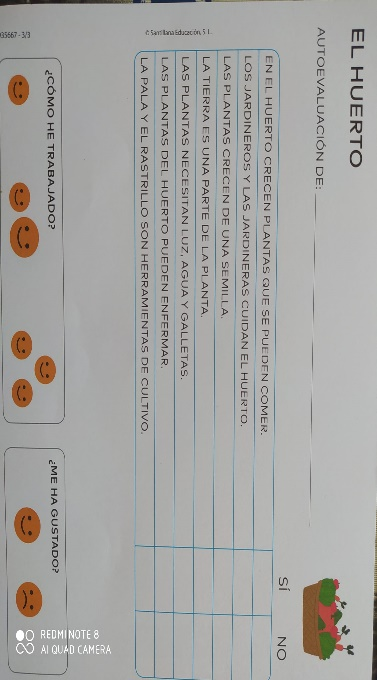 EL HUERTO
AUTOEVALUACIÓN DE:
SÍ NO
EN EL HUERTO CRECEN PLANTAS QUE SE PUEDEN COMER.
LOS JARDINEROS Y LAS JARDINERAS CUIDAN EL HUERTO.
LAS PLANTAS CRECEN DE UNA SEMILLA.
LA TIERRA ES UNA PARTE DE LA PLANTA.
LAS PLANTAS NECESITAN LUZ, AGUA Y GALLETAS.
LAS PLANTAS DEL HUERTO PUEDEN ENFERMAR.
LA PALA Y EL RASTRILLO SON HERRAMIENTAS DE CULTIVO.
© Santillana Educación, S. L.
¿CÓMO HE TRABAJADO?
¿ME HA GUSTADO?
35667 - 3/3
REDMI NOTE 8
AI QUAD CAMERA